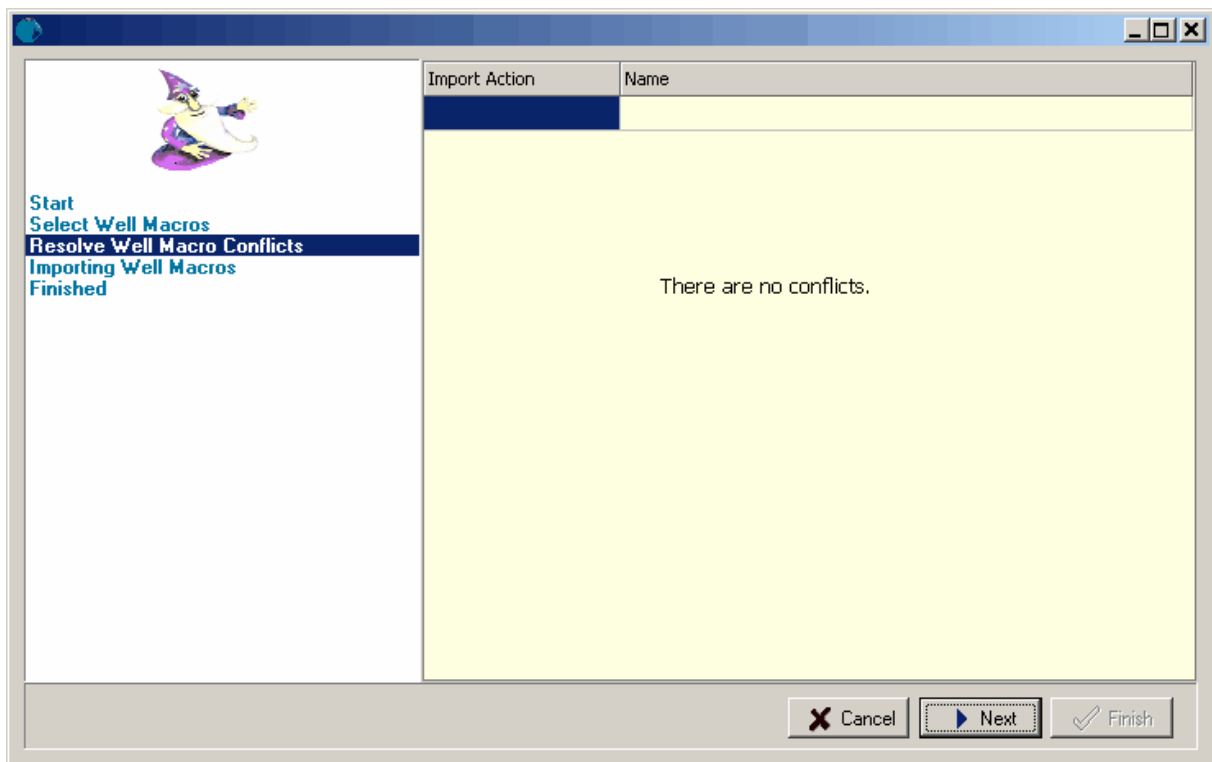 Import Action
Name
Start
Select Well Macros
Resolve Well Macro Conflicts
Importing Well Macros
Finished
There are no conflicts.
Cancel
Next
Finish